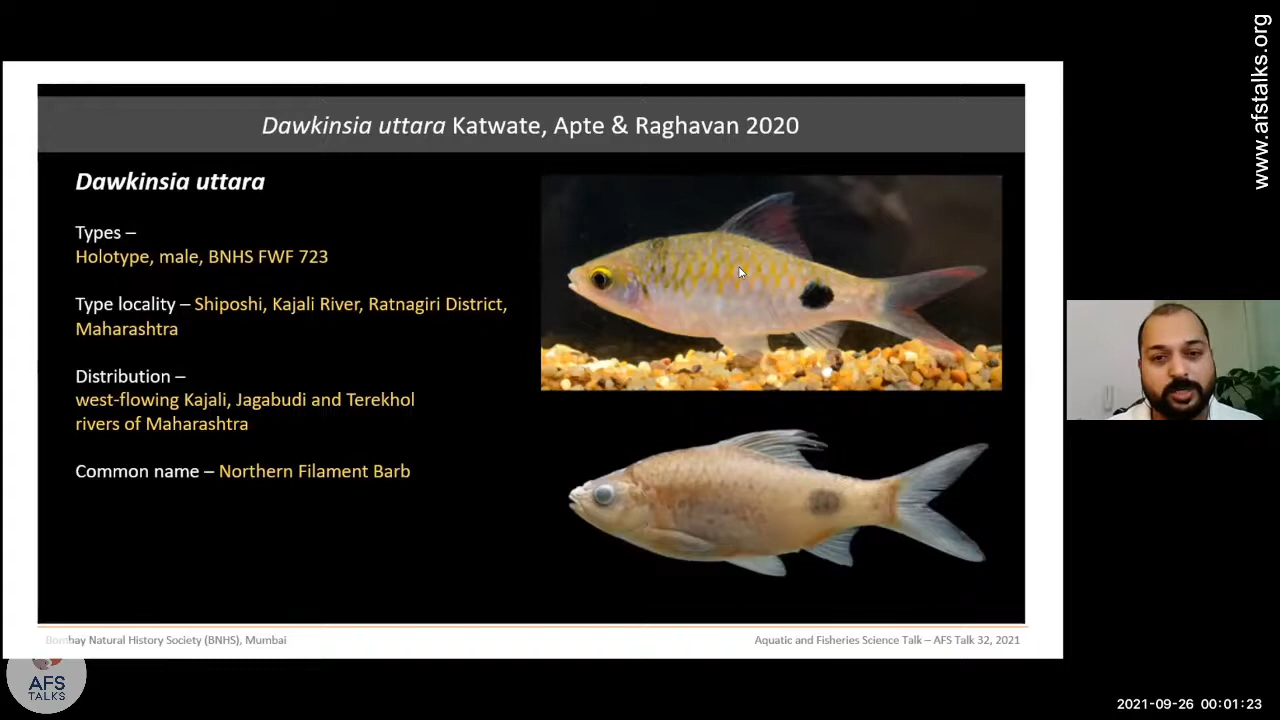 www.afstalks.org
Dawkinsia uttara Katwate, Apte & Raghavan 2020
Dawkinsia uttara
Types –
Holotype, male, BNHS FWF 723
Type locality – Shiposhi, Kajali River, Ratnagiri District,
Maharashtra
Distribution –
west-flowing Kajali, Jagabudi and Terekhol
rivers of Maharashtra
Common name – Northern Filament Barb
Bombay Natural History Society (BNHS), Mumbai
Aquatic and Fisheries Science Talk – AFS Talk 32, 2021
AFS
TALKS
2021-09-26 00:01:23